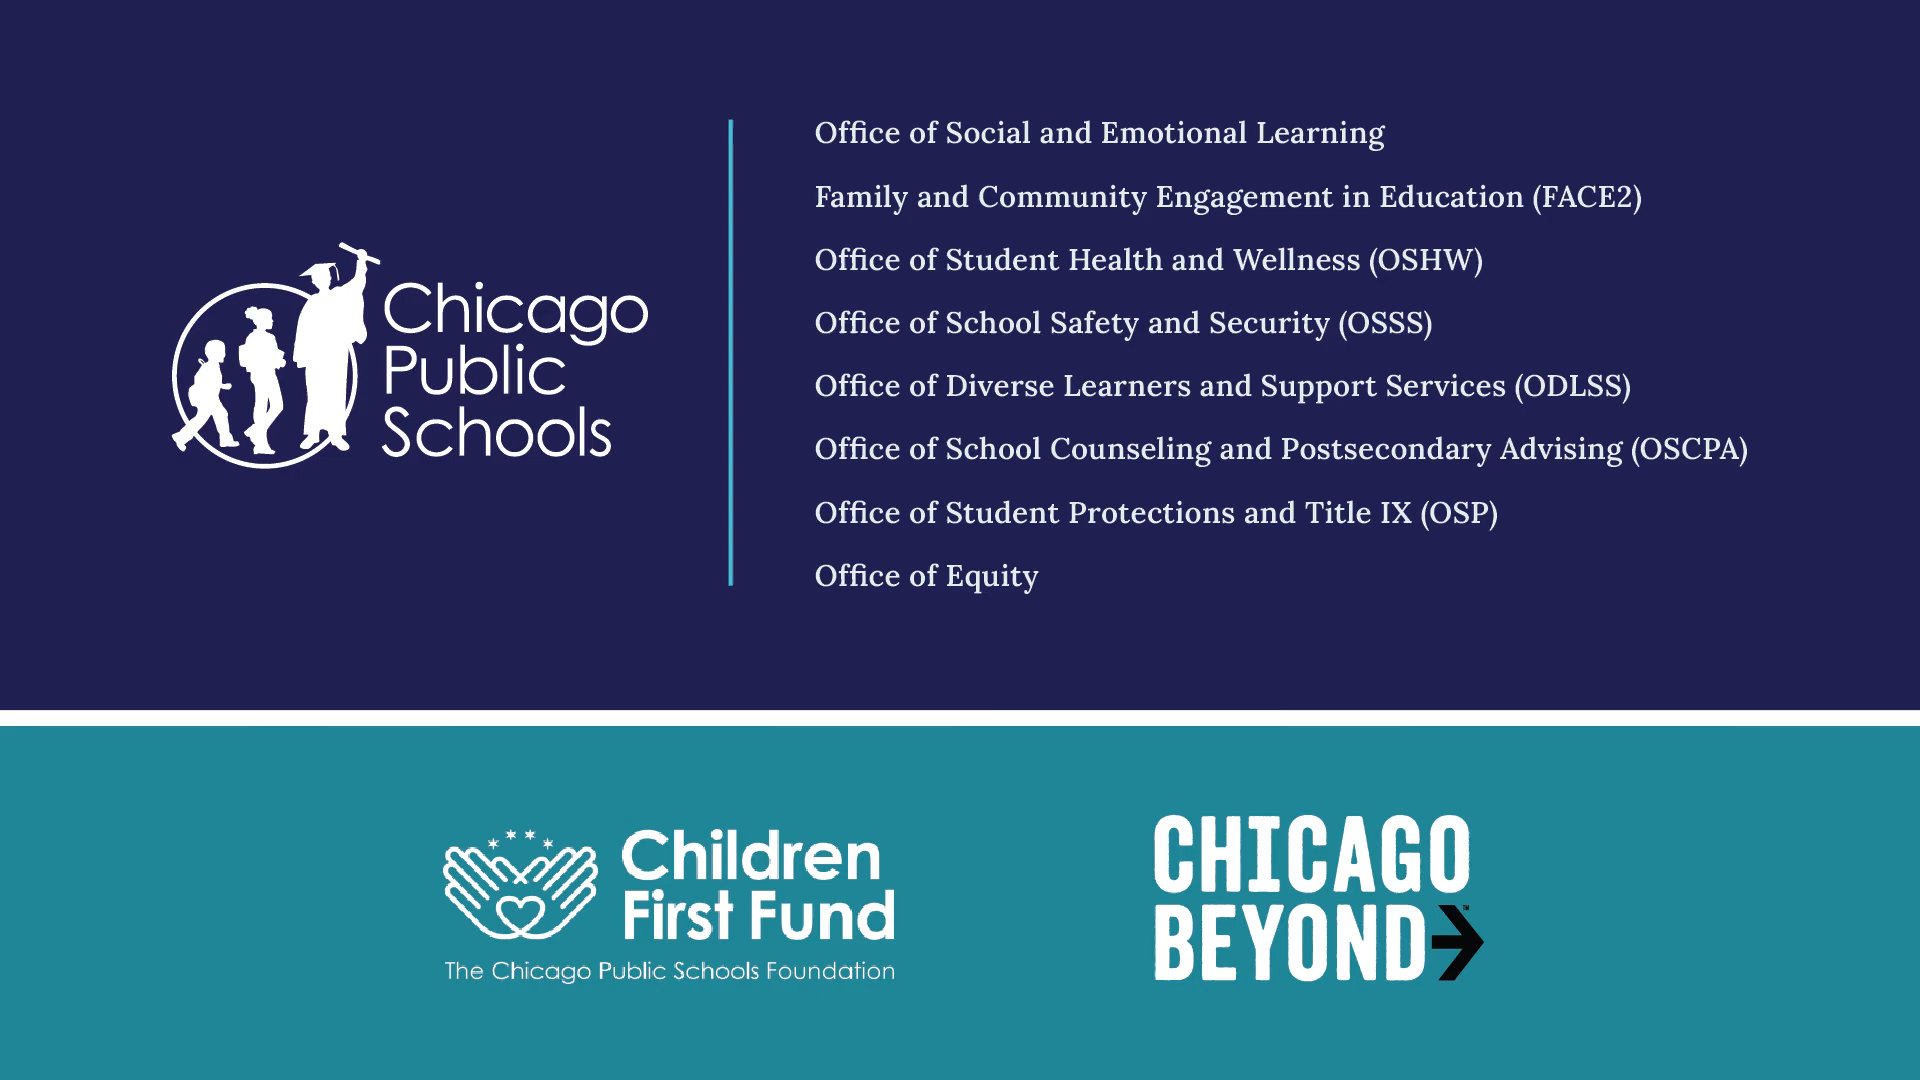 Chicago
Public
Schools
Office of Social and Emotional Learning
Family and Community Engagement in Education (FACE2)
Office of Student Health and Wellness (OSHW)
Office of School Safety and Security (OSSS)
Office of Diverse Learners and Support Services (ODLSS)
Office of School Counseling and Postsecondary Advising (OSCPA)
Office of Student Protections and Title IX (OSP)
Office of Equity
Children
First Fund
The Chicago Public Schools Foundation
CHICAGO
BEYOND™